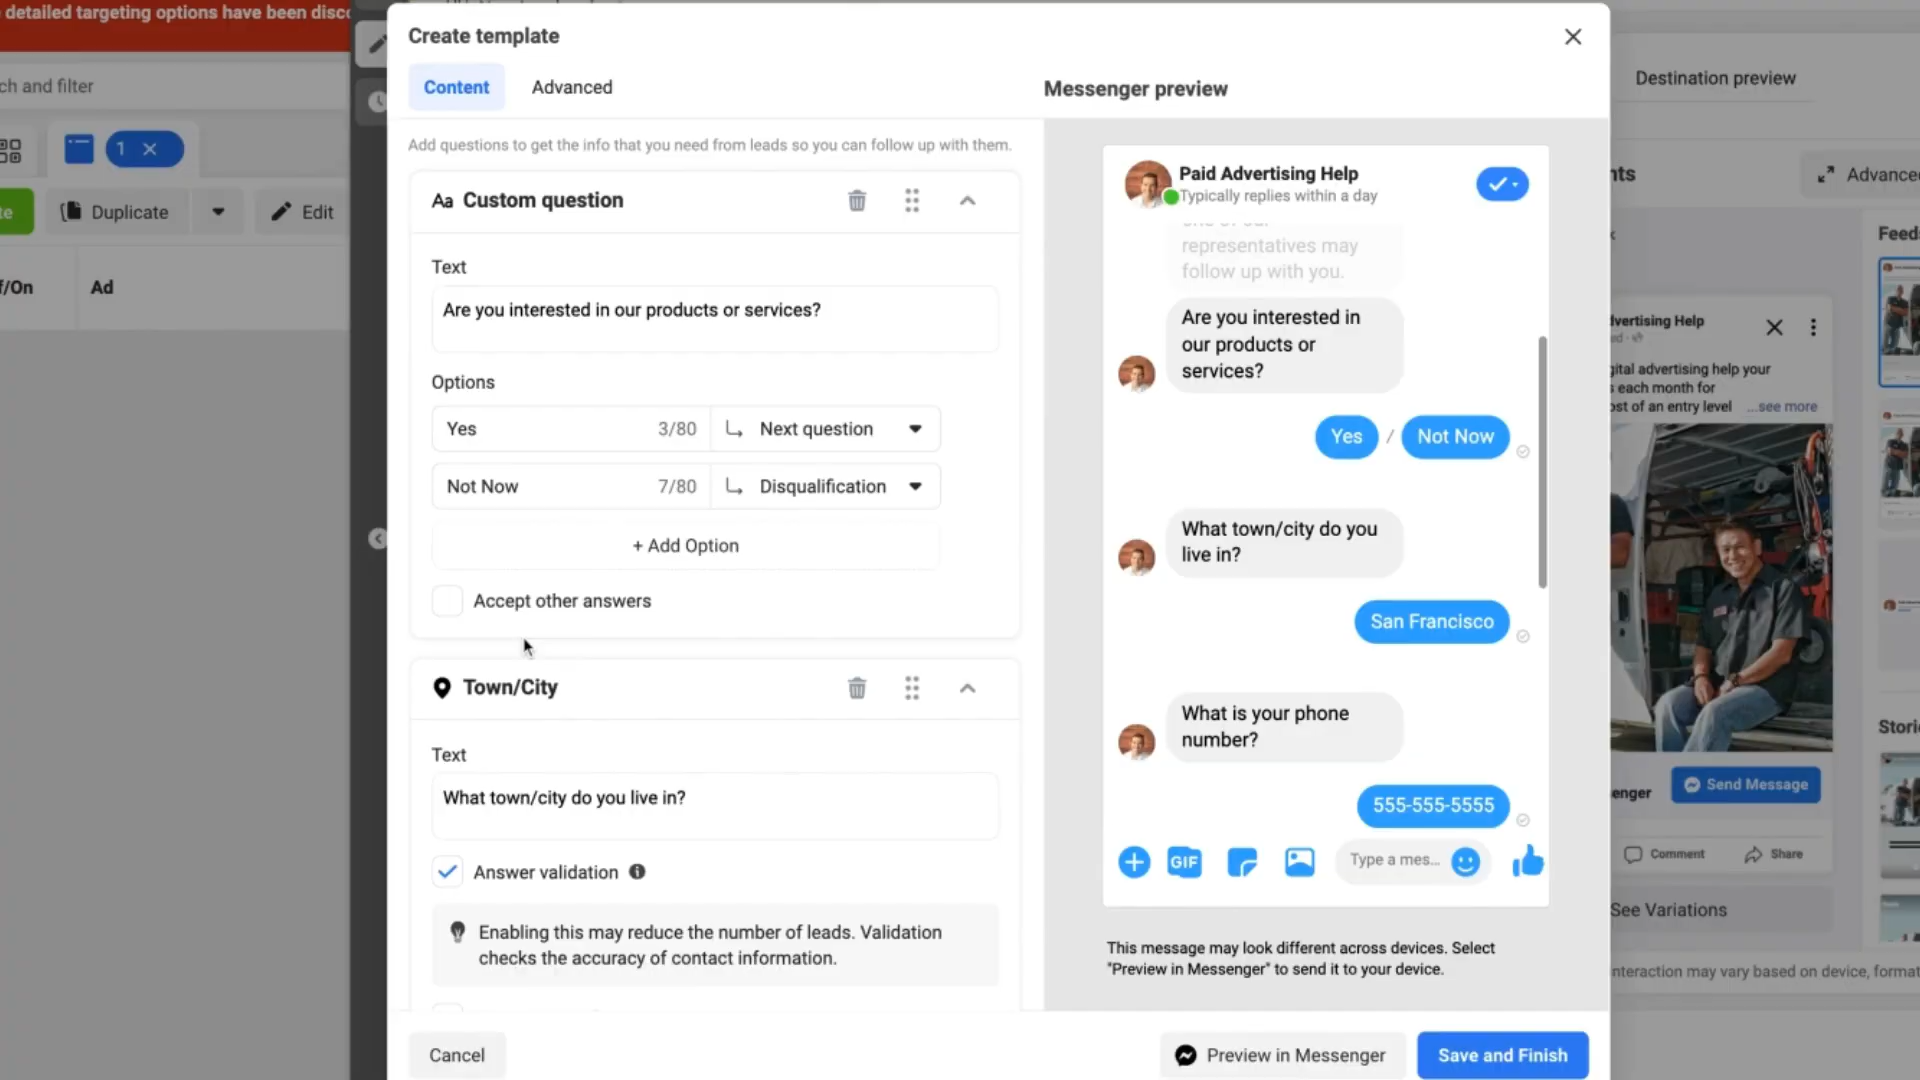 detailed targeting options have been disc
ch and filter
1
te
Duplicate
Edit
f/On
Ad
Create template
Content
Advanced
Add questions to get the info that you need from leads so you can follow up with them.
Aa Custom question
Text
Are you interested in our products or services?
Options
Yes
3/80
Next question
Not Now
7/80
Disqualification
+ Add Option
Accept other answers
Town/City
Text
What town/city do you live in?
Answer validation
Enabling this may reduce the number of leads. Validation
checks the accuracy of contact information.
Cancel
Messenger preview
Paid Advertising Help
Typically replies within a day
representatives may
follow up with you.
Are you interested in
our products or
services?
Yes / Not Now
What town/city do you
live in?
San Francisco
What is your phone
number?
555-555-5555
GIF
Type a mes...
This message may look different across devices. Select
"Preview in Messenger" to send it to your device.
Preview in Messenger
Save and Finish
Destination preview
nts
Advanced
Feeds
dvertising Help
ed
gital advertising help your
s each month for
ost of an entry level ...see more
enger
Send Message
Comment
Share
See Variations
Stori
nteraction may vary based on device, format